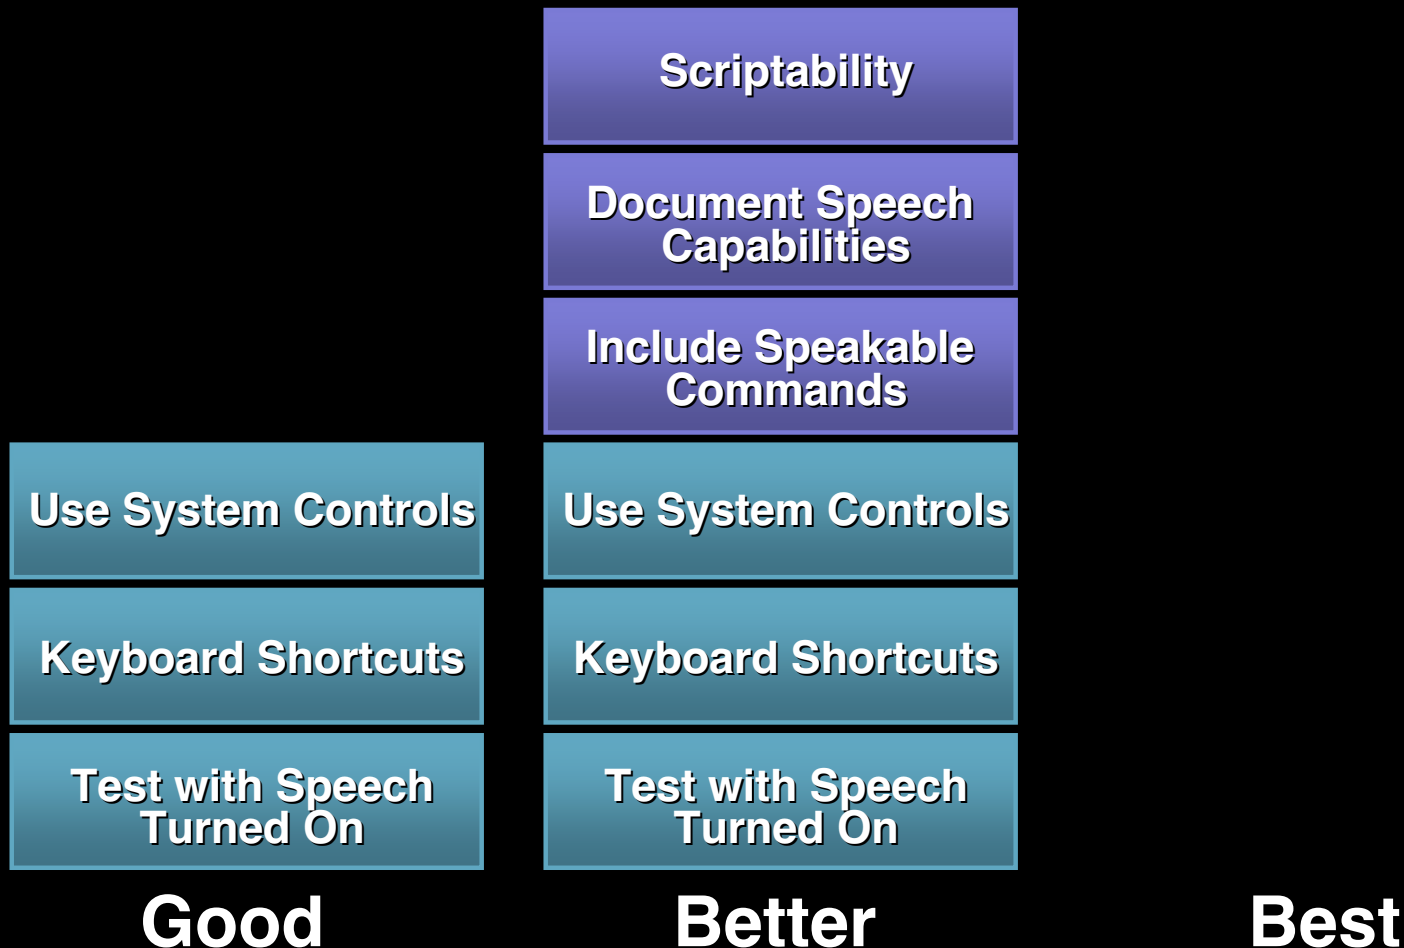 Scriptability
Document Speech
Capabilities
Include Speakable
Commands
Use System Controls
Use System Controls
Keyboard Shortcuts
Keyboard Shortcuts
Test with Speech
Turned On
Test with Speech
Turned On
Good
Better
Best